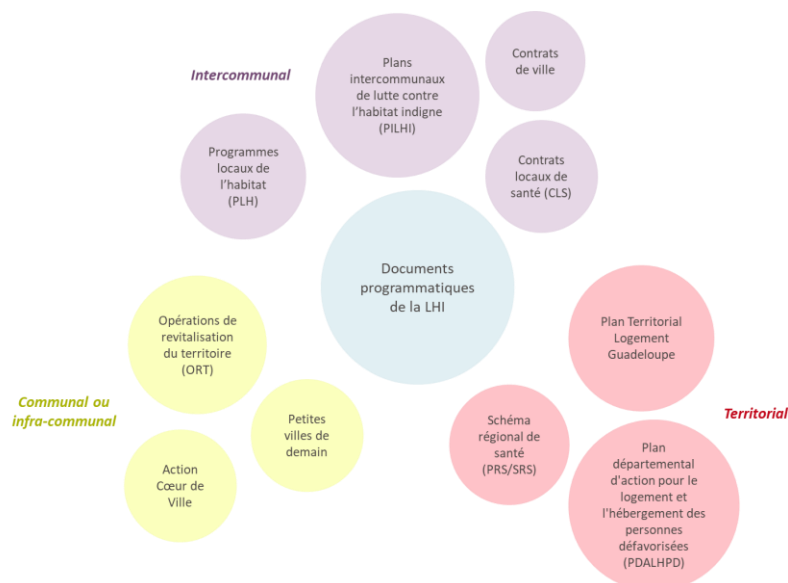 Intercommunal
Plans
intercommunaux
de lutte contre
l'habitat indigne
(PILHI)
Contrats
de ville
Programmes
locaux de
l'habitat
(PLH)
Contrats
locaux de
santé (CLS)
Documents
programmatiques
de la LHI
Opérations de
revitalisation
du territoire
(ORT)
Communal ou
infra-communal
Petites
villes de
demain
Action
Cœur de
Ville
Plan Territorial
Logement
Guadeloupe
Territorial
Schéma
régional de
santé
(PRS/SRS)
Plan
départemental
d'action pour le
logement et
l'hébergement des
personnes
défavorisées
(PDALHPD)